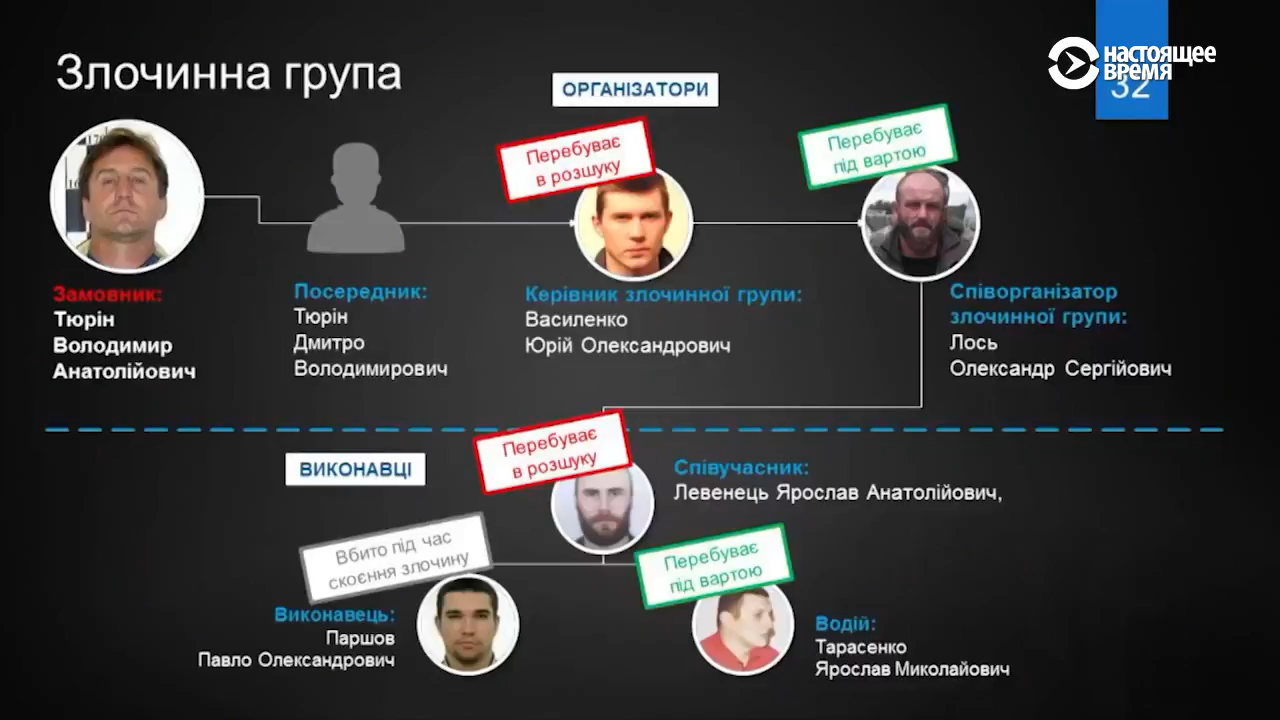 Злочинна група
ОРГАНІЗАТОРИ
НАСТОЯЩЕЕ
ВРЕМЯ
32
Перебуває
в розшуку
Перебуває
під вартою
Замовник:
Тюрін
Володимир
Анатолійович
Посередник:
Тюрін
Дмитро
Володимирович
Керівник злочинної групи:
Василенко
Юрій Олександрович
Співорганізатор
злочинної групи:
Лось
Олександр Сергійович
ВИКОНАВЦІ
Перебуває
в розшуку
Співучасник:
Левенець Ярослав Анатолійович,
Вбито під час
скоєння злочину
Перебуває
під вартою
Виконавець:
Паршов
Павло Олександрович
Водій:
Тарасенко
Ярослав Миколайович